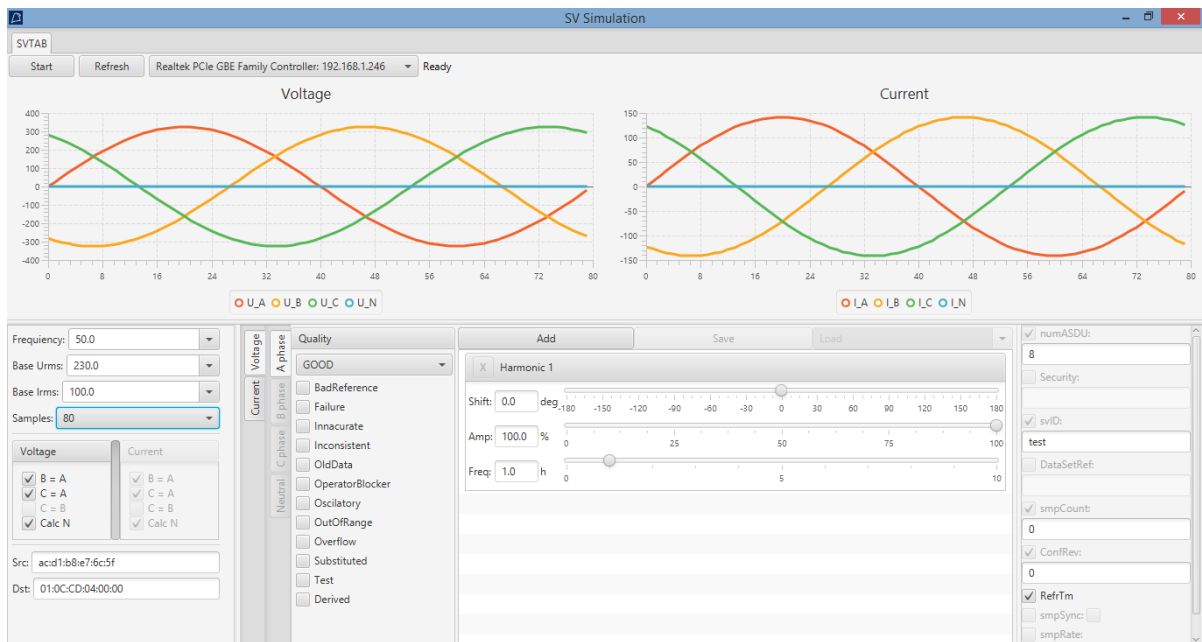 SV Simulation
SVTAB
Start Refresh Realtek PCIe GBE Family Controller: 192.168.1.246 Ready
Voltage
400
300
200
100
0
-100
-200
-300
-400
0 8 16 24 32 40 48 56 64 72 80
U_A U_B U_C U_N
Current
150
100
50
0
-50
-100
-150
0 8 16 24 32 40 48 56 64 72 80
I_A I_B I_C I_N
Frequiency: 50.0
Base Urms: 230.0
Base Irms: 100.0
Samples: 80
Voltage Current
B = A B = A
C = A C = A
C = B C = B
Calc N Calc N
Src: ac:d1:b8:e7:6c:5f
Dst: 01:0C:CD:04:00:00
Voltage
Current
A phase
B phase
C phase
Neutral
Quality
GOOD
BadReference
Failure
Innacurate
Inconsistent
OldData
OperatorBlocker
Oscilatory
OutOfRange
Overflow
Substituted
Test
Derived
Add Save Load
X Harmonic 1
Shift: 0.0 deg
-180 -150 -120 -90 -60 -30 0 30 60 90 120 150 180
Amp: 100.0 %
0 25 50 75 100
Freq: 1.0 h
0 5 10
numASDU:
8
Security:
svID:
test
DataSetRef:
smpCount:
0
ConfRev:
0
RefrTm
smpSync:
smpRate: